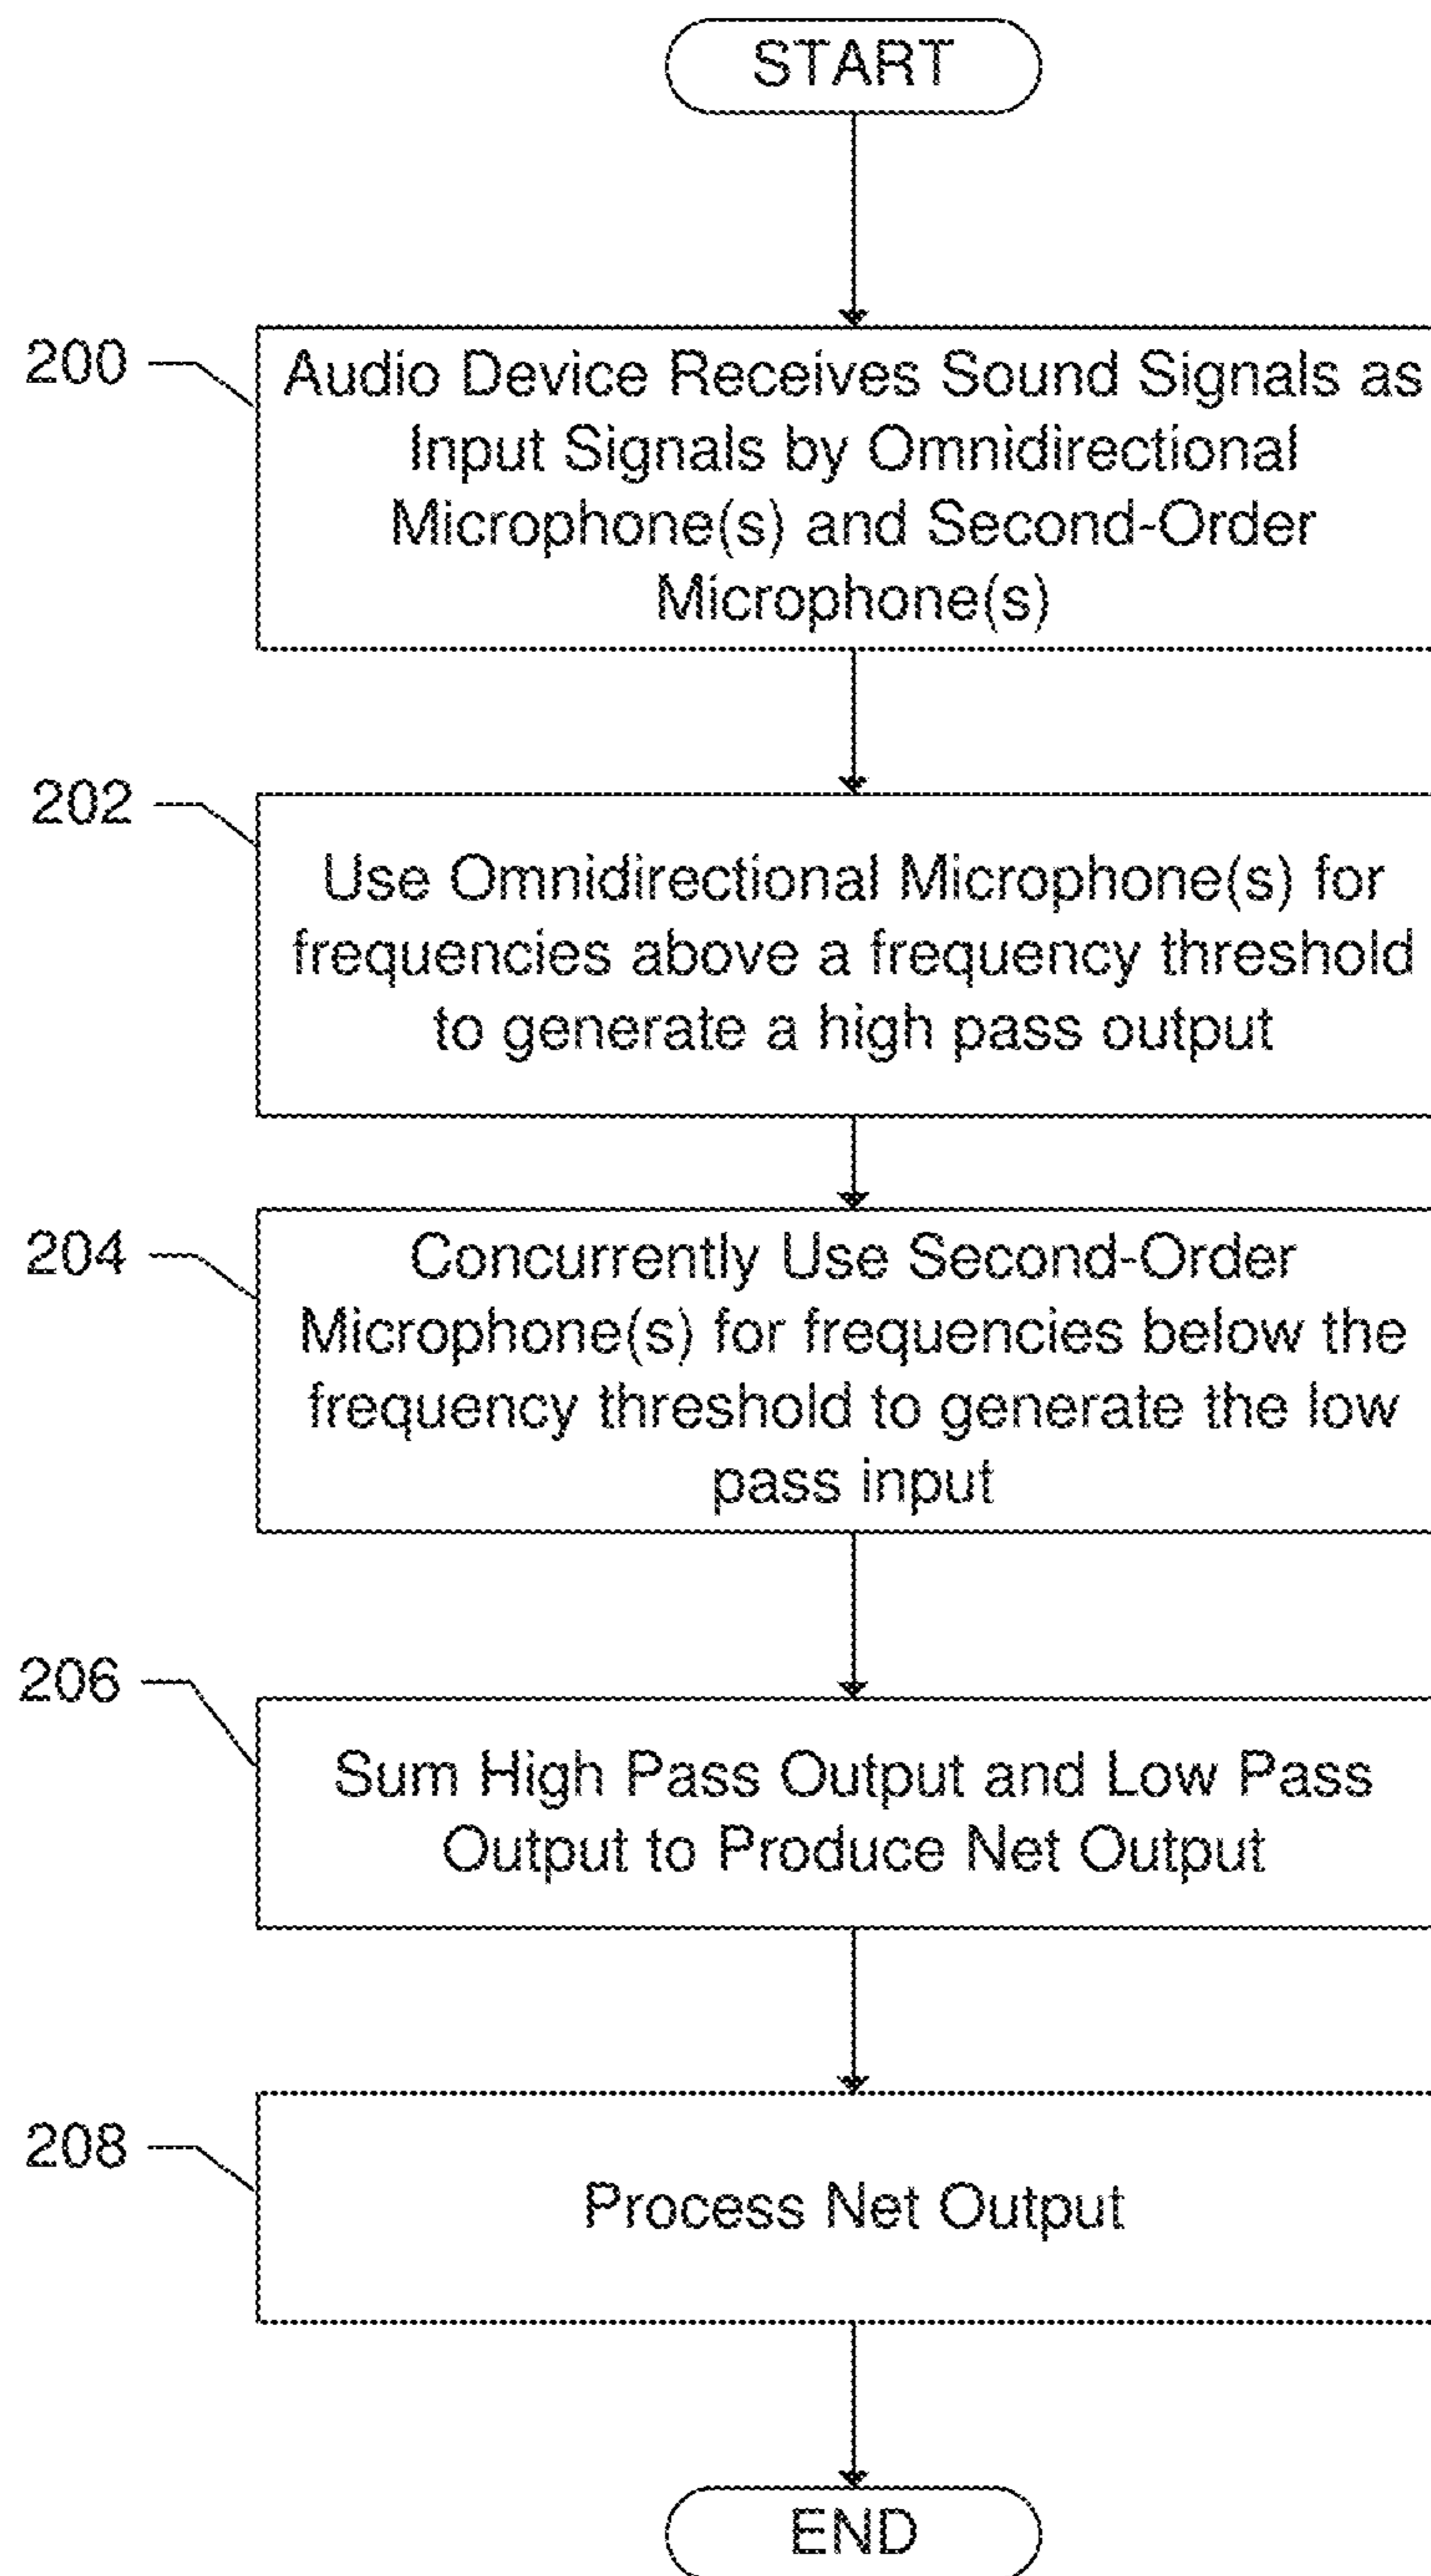 START
200
Audio Device Receives Sound Signals as
Input Signals by Omnidirectional
Microphone(s) and Second-Order
Microphone(s)
202
Use Omnidirectional Microphone(s) for
frequencies above a frequency threshold
to generate a high pass output
204
Concurrently Use Second-Order
Microphone(s) for frequencies below the
frequency threshold to generate the low
pass input
206
Sum High Pass Output and Low Pass
Output to Produce Net Output
208
Process Net Output
END